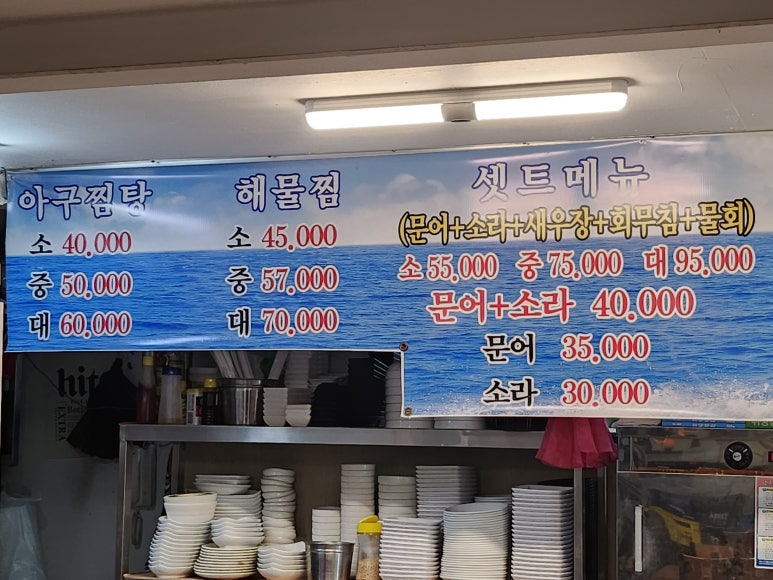 아구찜탕
소 40.000
중 50.000
대 60.000
해물찜
소 45.000
중 57.000
대 70.000
셋트메뉴
(문어+소라+새우장+회무침+물회)
소 55.000 중 75.000 대 95.000
문어+소라 40.000
문어 35.000
소라 30.000
hit
EXTRA